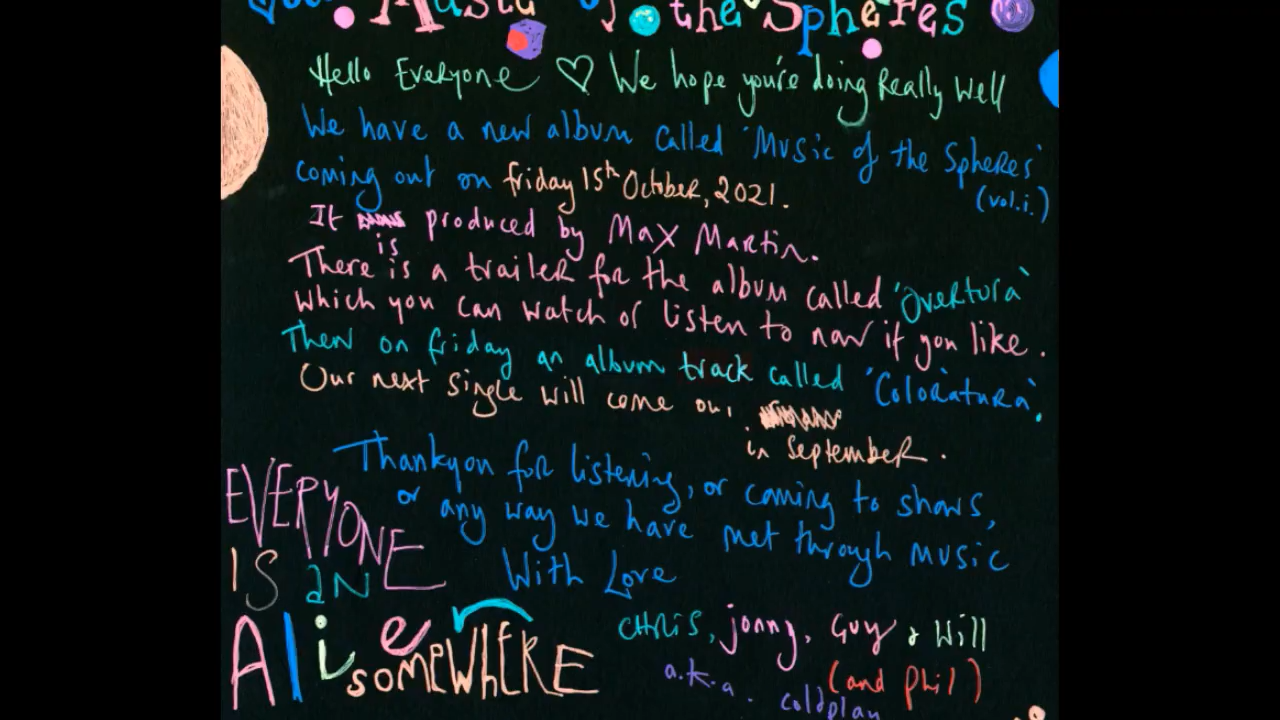 Music of the Spheres
Hello Everyone ♡ We hope you're doing Really Well
We have a new album called 'Music of the Spheres'
(vol.i.)
coming out on friday 15th October, 2021.
It is produced by Max Martin.
There is a trailer for the album called 'Overtura'
which you can watch or listen to now if you like.
Then on friday an album track called 'Coloratura'.
Our next single will come out
in September.
Thankyou for listening, or coming to shows,
or any way we have met through music
With Love
EVERYONE
IS aN
Alie
somewhere
CHRIS, jonny, Guy & Will
(and phil)
a.k.a. coldplay